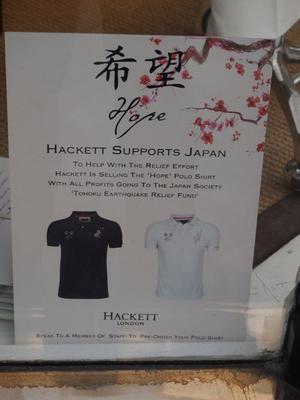 希望
Hope
HACKETT SUPPORTS JAPAN
TO HELP WITH THE RELIEF EFFORT
HACKETT IS SELLING THE 'HOPE' POLO SHIRT
WITH ALL PROFITS GOING TO THE JAPAN SOCIETY
'TOHOKU EARTHQUAKE RELIEF FUND'
HACKETT
LONDON
SPEAK TO A MEMBER OF STAFF TO PRE-ORDER YOUR POLO SHIRT